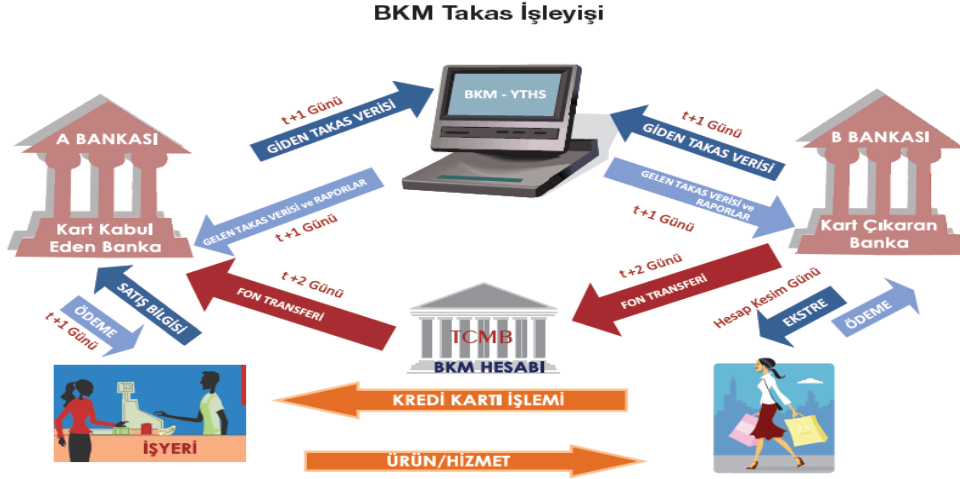 BKM Takas İşleyişi
BKM - YTHS
t+1 Günü
GİDEN TAKAS VERİSİ
t+1 Günü
GİDEN TAKAS VERİSİ
A BANKASI
B BANKASI
GELEN TAKAS VERİSİ ve RAPORLAR
t+1 Günü
GELEN TAKAS VERİSİ ve
RAPORLAR
t+1 Günü
Kart Kabul
Eden Banka
Kart Çıkaran
Banka
t+2 Günü
FON TRANSFERİ
t+2 Günü
FON TRANSFERİ
SATIŞ BİLGİSİ
ÖDEME
t+1 Günü
TCMB
BKM HESABI
Hesap Kesim Günü
EKSTRE
ÖDEME
KREDİ KARTI İŞLEMİ
İŞYERİ
ÜRÜN/HİZMET